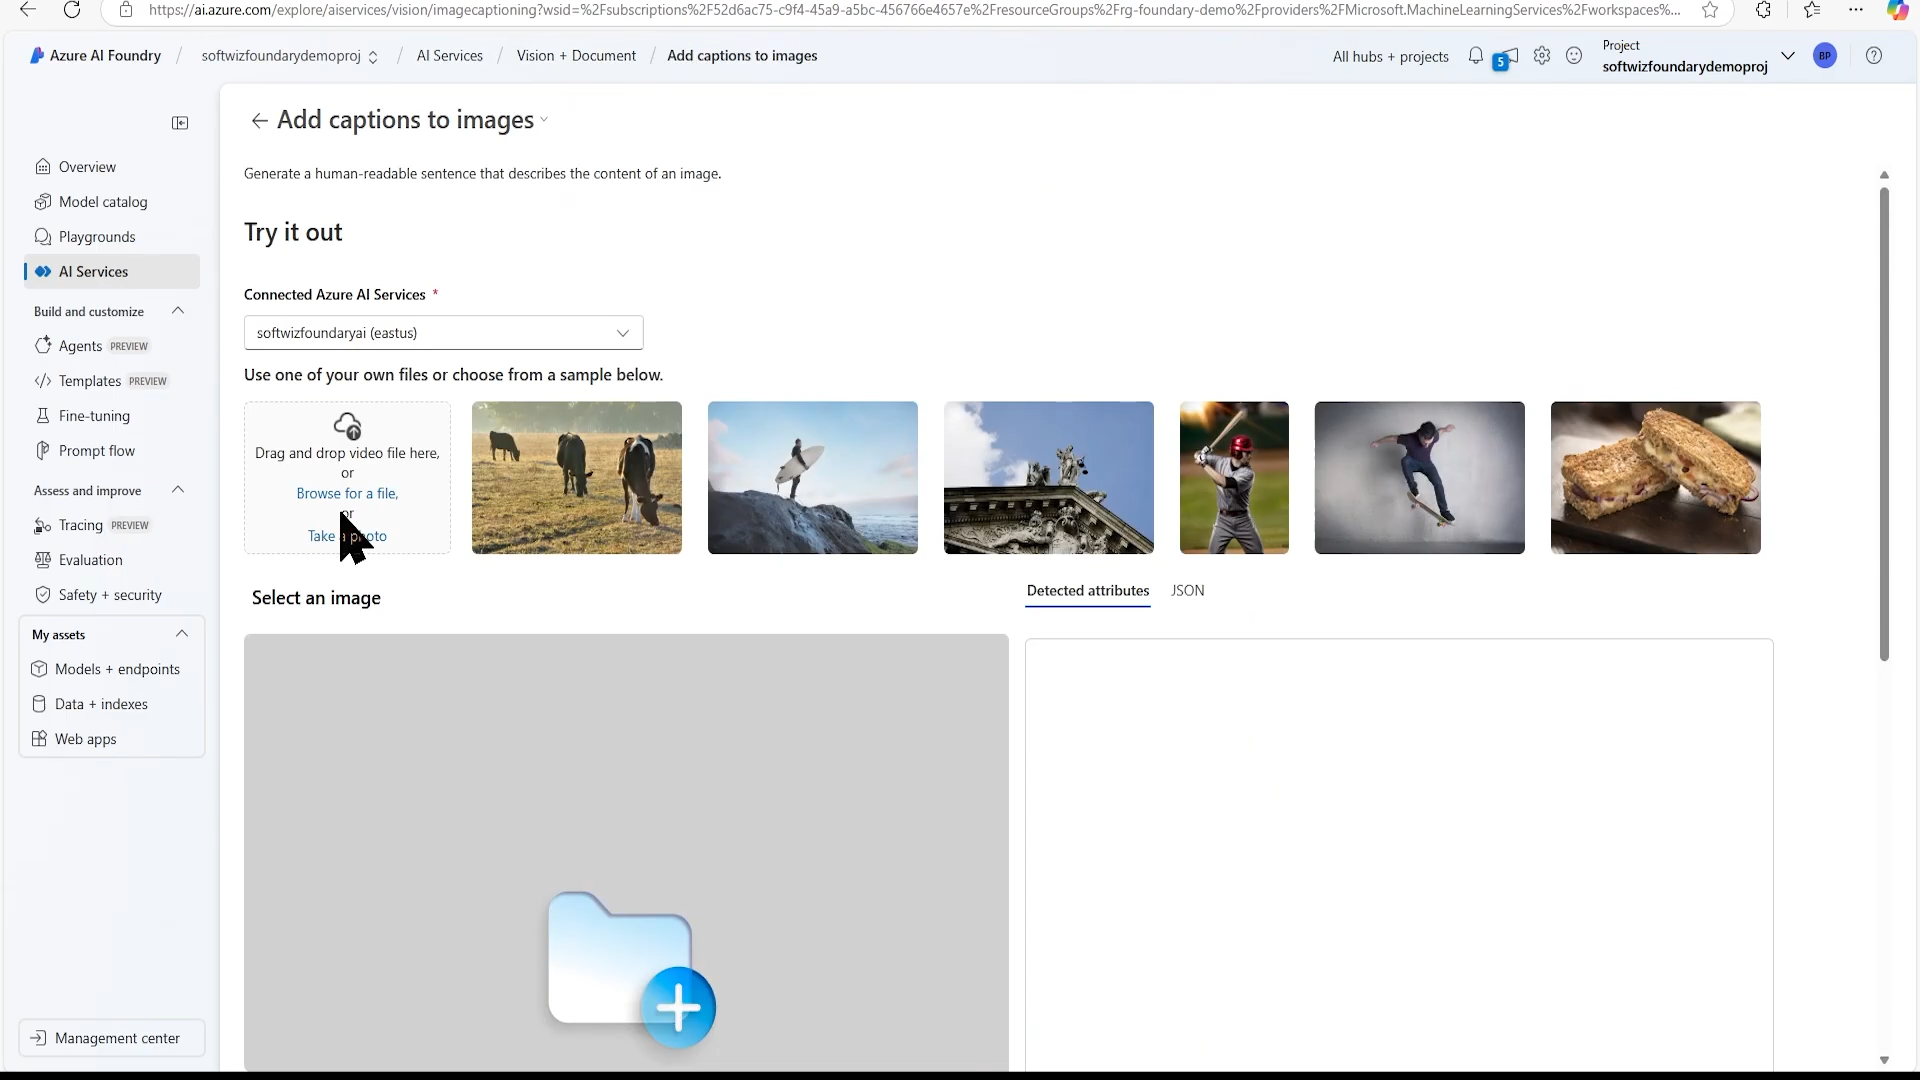 https://ai.azure.com/explore/aiservices/vision/imagecaptioning?wsid=%2Fsubscriptions%2F52d6ac75-c9f4-45a9-a5bc-456766e4657e%2FresourceGroups%2Frg-foundary-demo%2Fproviders%2FMicrosoft.MachineLearningServices%2Fworkspaces%...
Azure AI Foundry / softwizfoundarydemoproj / AI Services / Vision + Document / Add captions to images
All hubs + projects
5
Project
softwizfoundarydemoproj
BP
Add captions to images
Overview
Model catalog
Playgrounds
AI Services
Build and customize
Agents PREVIEW
Templates PREVIEW
Fine-tuning
Prompt flow
Assess and improve
Tracing PREVIEW
Evaluation
Safety + security
My assets
Models + endpoints
Data + indexes
Web apps
Management center
Generate a human-readable sentence that describes the content of an image.
Try it out
Connected Azure AI Services *
softwizfoundaryai (eastus)
Use one of your own files or choose from a sample below.
Drag and drop video file here,
or
Browse for a file,
or
Take a photo
Select an image
Detected attributes
JSON